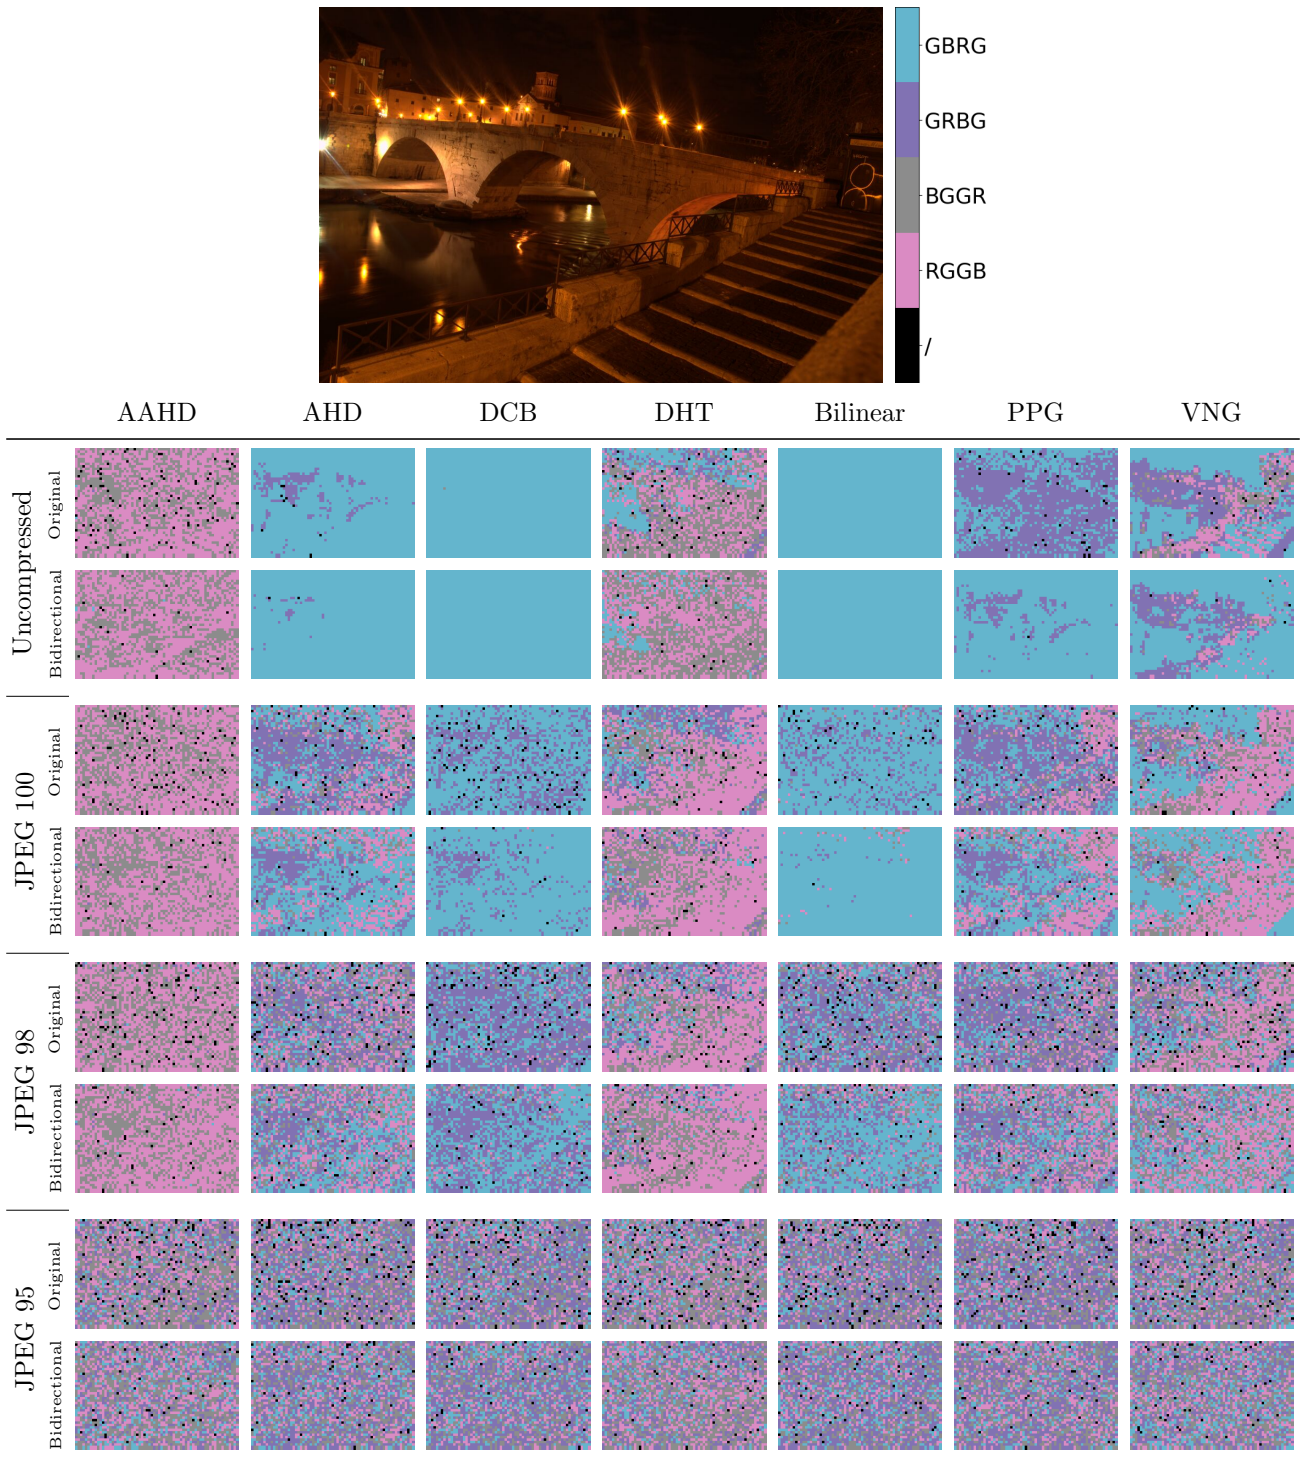 GBRG
GRBG
BGGR
RGGB
/
AAHD AHD DCB DHT Bilinear PPG VNG
Uncompressed
Original
Bidirectional
JPEG 100
Original
Bidirectional
JPEG 98
Original
Bidirectional
JPEG 95
Original
Bidirectional